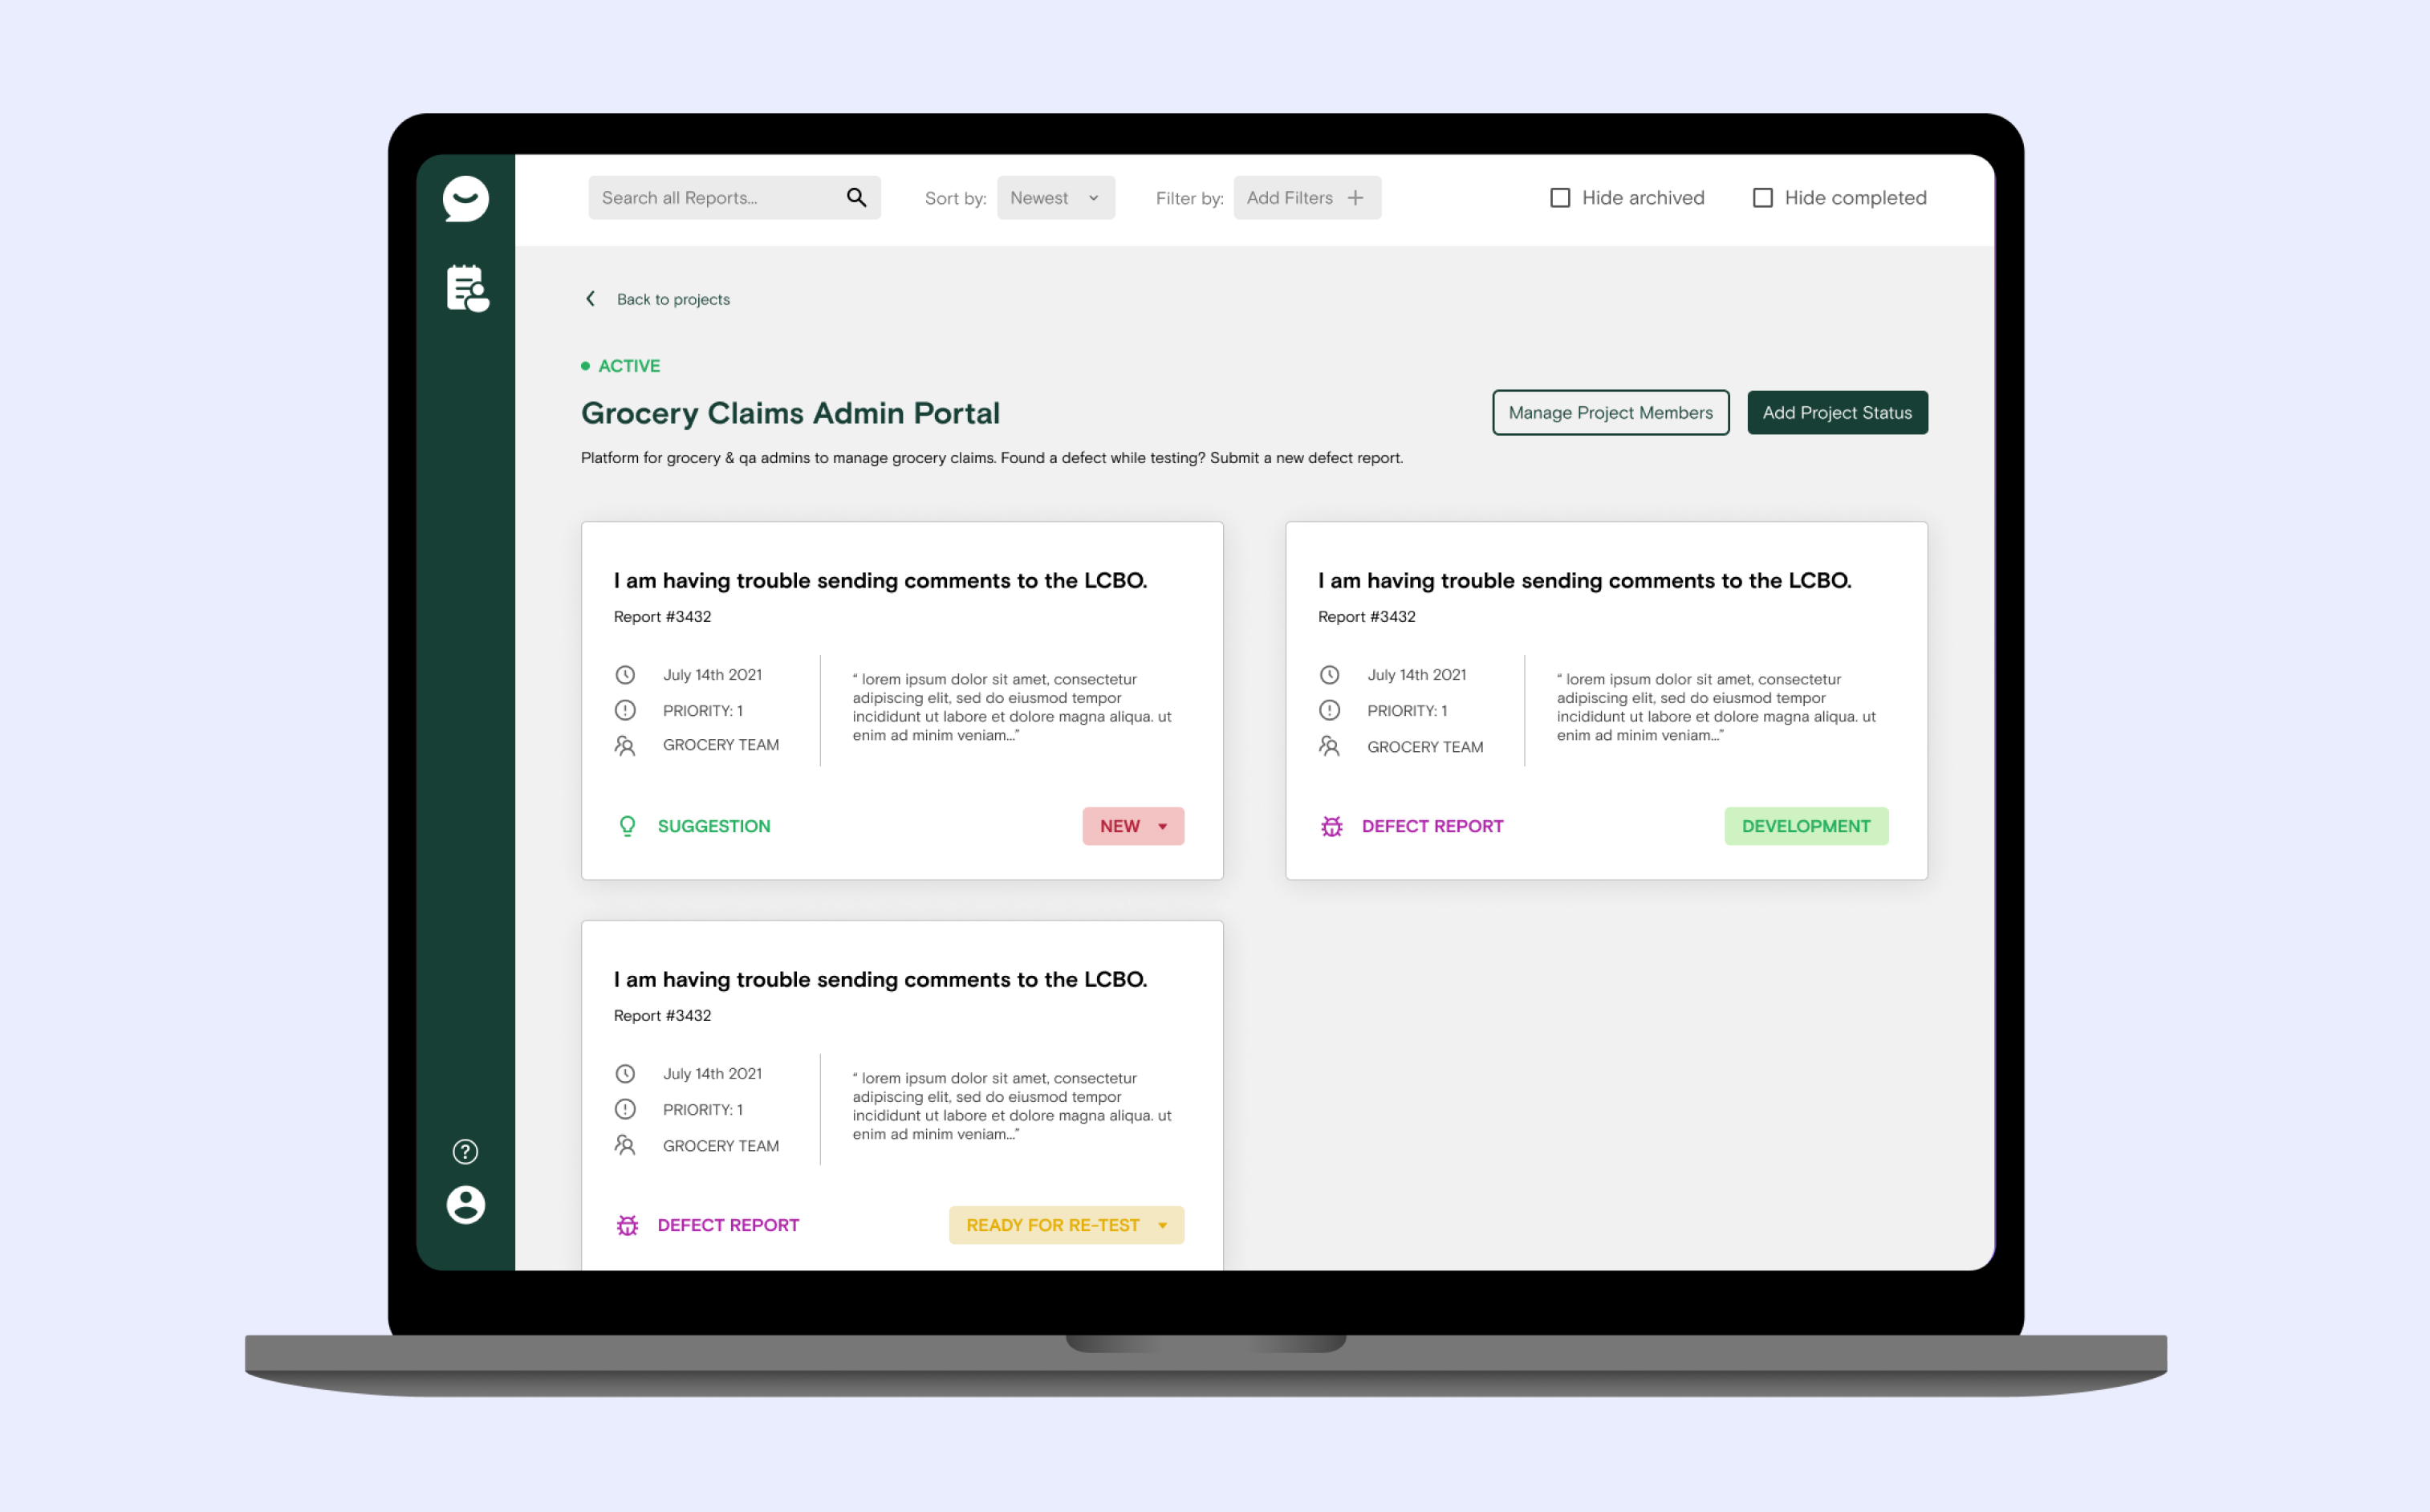 Search all Reports...
Sort by: Newest
Filter by: Add Filters +
Hide archived
Hide completed
Back to projects
ACTIVE
Grocery Claims Admin Portal
Manage Project Members
Add Project Status
Platform for grocery & qa admins to manage grocery claims. Found a defect while testing? Submit a new defect report.
I am having trouble sending comments to the LCBO.
Report #3432
July 14th 2021
PRIORITY: 1
GROCERY TEAM
“ lorem ipsum dolor sit amet, consectetur
adipiscing elit, sed do eiusmod tempor
incididunt ut labore et dolore magna aliqua. ut
enim ad minim veniam...”
SUGGESTION
NEW
I am having trouble sending comments to the LCBO.
Report #3432
July 14th 2021
PRIORITY: 1
GROCERY TEAM
“ lorem ipsum dolor sit amet, consectetur
adipiscing elit, sed do eiusmod tempor
incididunt ut labore et dolore magna aliqua. ut
enim ad minim veniam...”
DEFECT REPORT
DEVELOPMENT
I am having trouble sending comments to the LCBO.
Report #3432
July 14th 2021
PRIORITY: 1
GROCERY TEAM
“ lorem ipsum dolor sit amet, consectetur
adipiscing elit, sed do eiusmod tempor
incididunt ut labore et dolore magna aliqua. ut
enim ad minim veniam...”
DEFECT REPORT
READY FOR RE-TEST
?